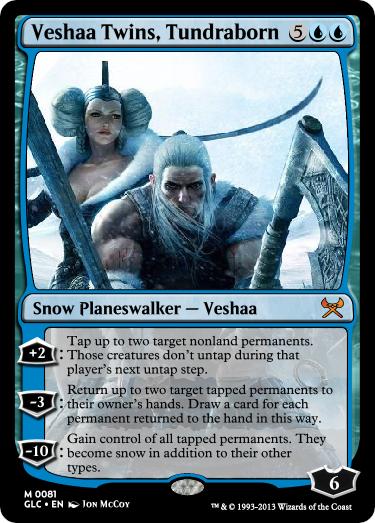 Veshaa Twins, Tundraborn 5
Snow Planeswalker — Veshaa
+2: Tap up to two target nonland permanents.
Those creatures don't untap during that
player's next untap step.
-3: Return up to two target tapped permanents to
their owner's hands. Draw a card for each
permanent returned to the hand in this way.
-10: Gain control of all tapped permanents. They
become snow in addition to their other
types.
6
M 0081
GLC • EN Jon McCoy
™ & © 1993-2013 Wizards of the Coast